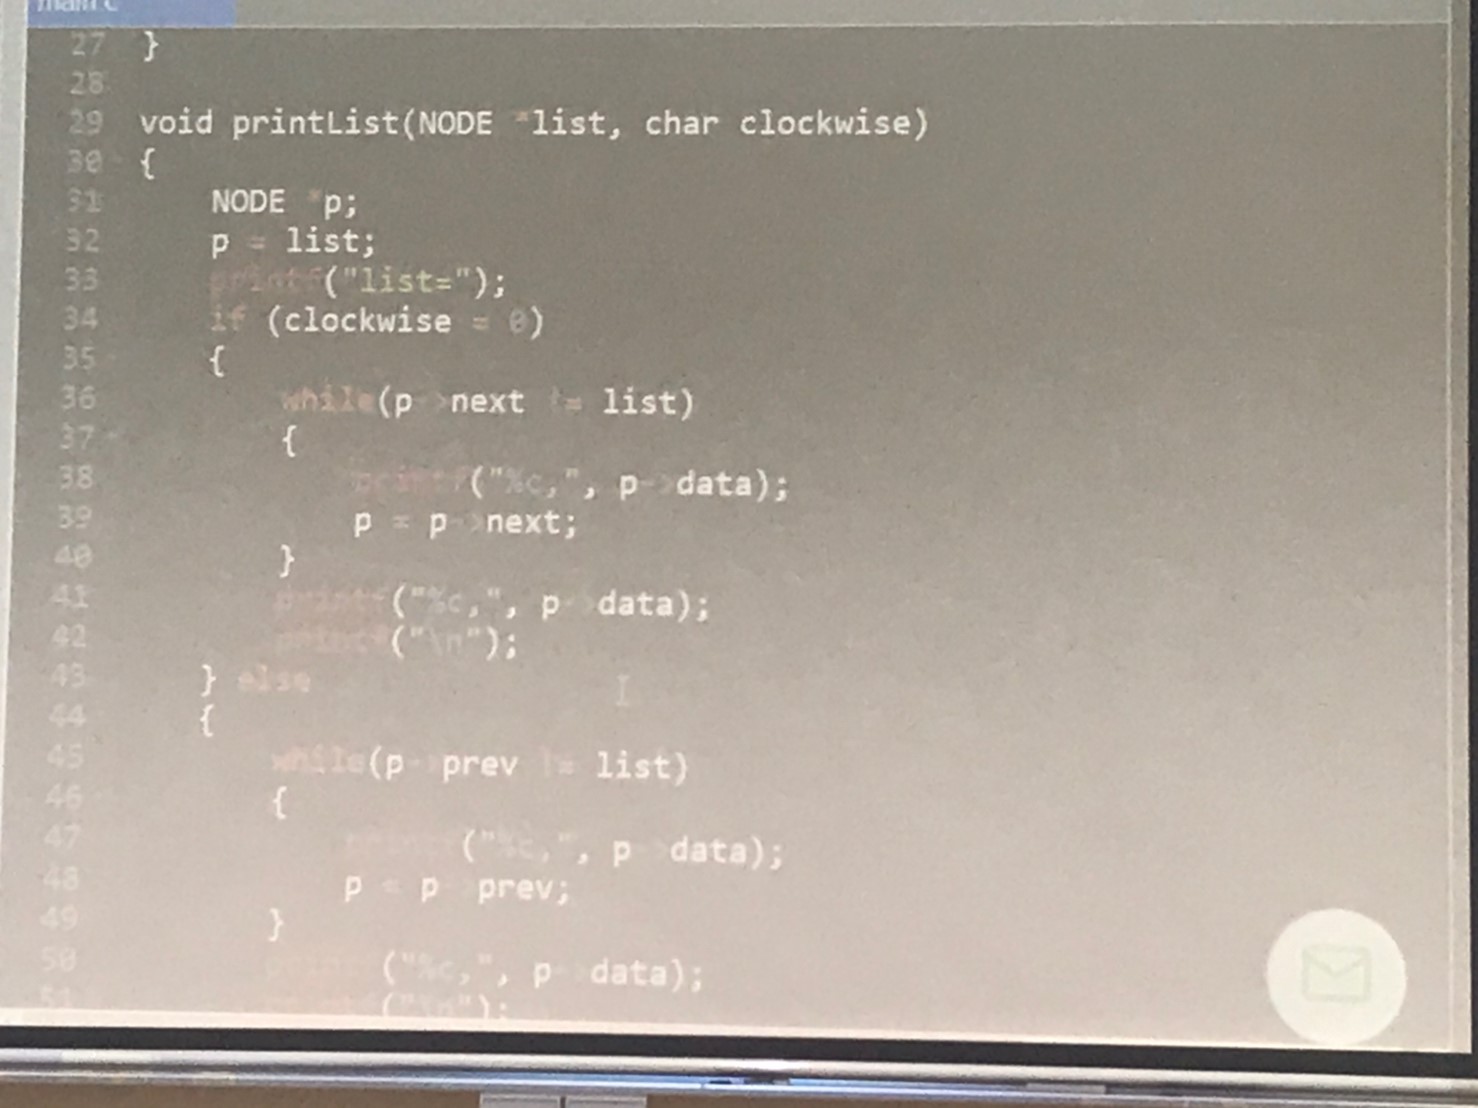 main.c
27 }
28
29 void printList(NODE *list, char clockwise)
30 {
31 NODE *p;
32 p = list;
33 printf("list=");
34 if (clockwise = 0)
35 {
36 while(p->next != list)
37 {
38 printf("%c,", p->data);
39 p = p->next;
40 }
41 printf("%c,", p->data);
42 printf("\n");
43 } else
44 {
45 while(p->prev != list)
46 {
47 printf("%c,", p->data);
48 p = p->prev;
49 }
50 printf("%c,", p->data);
51 printf("\n");